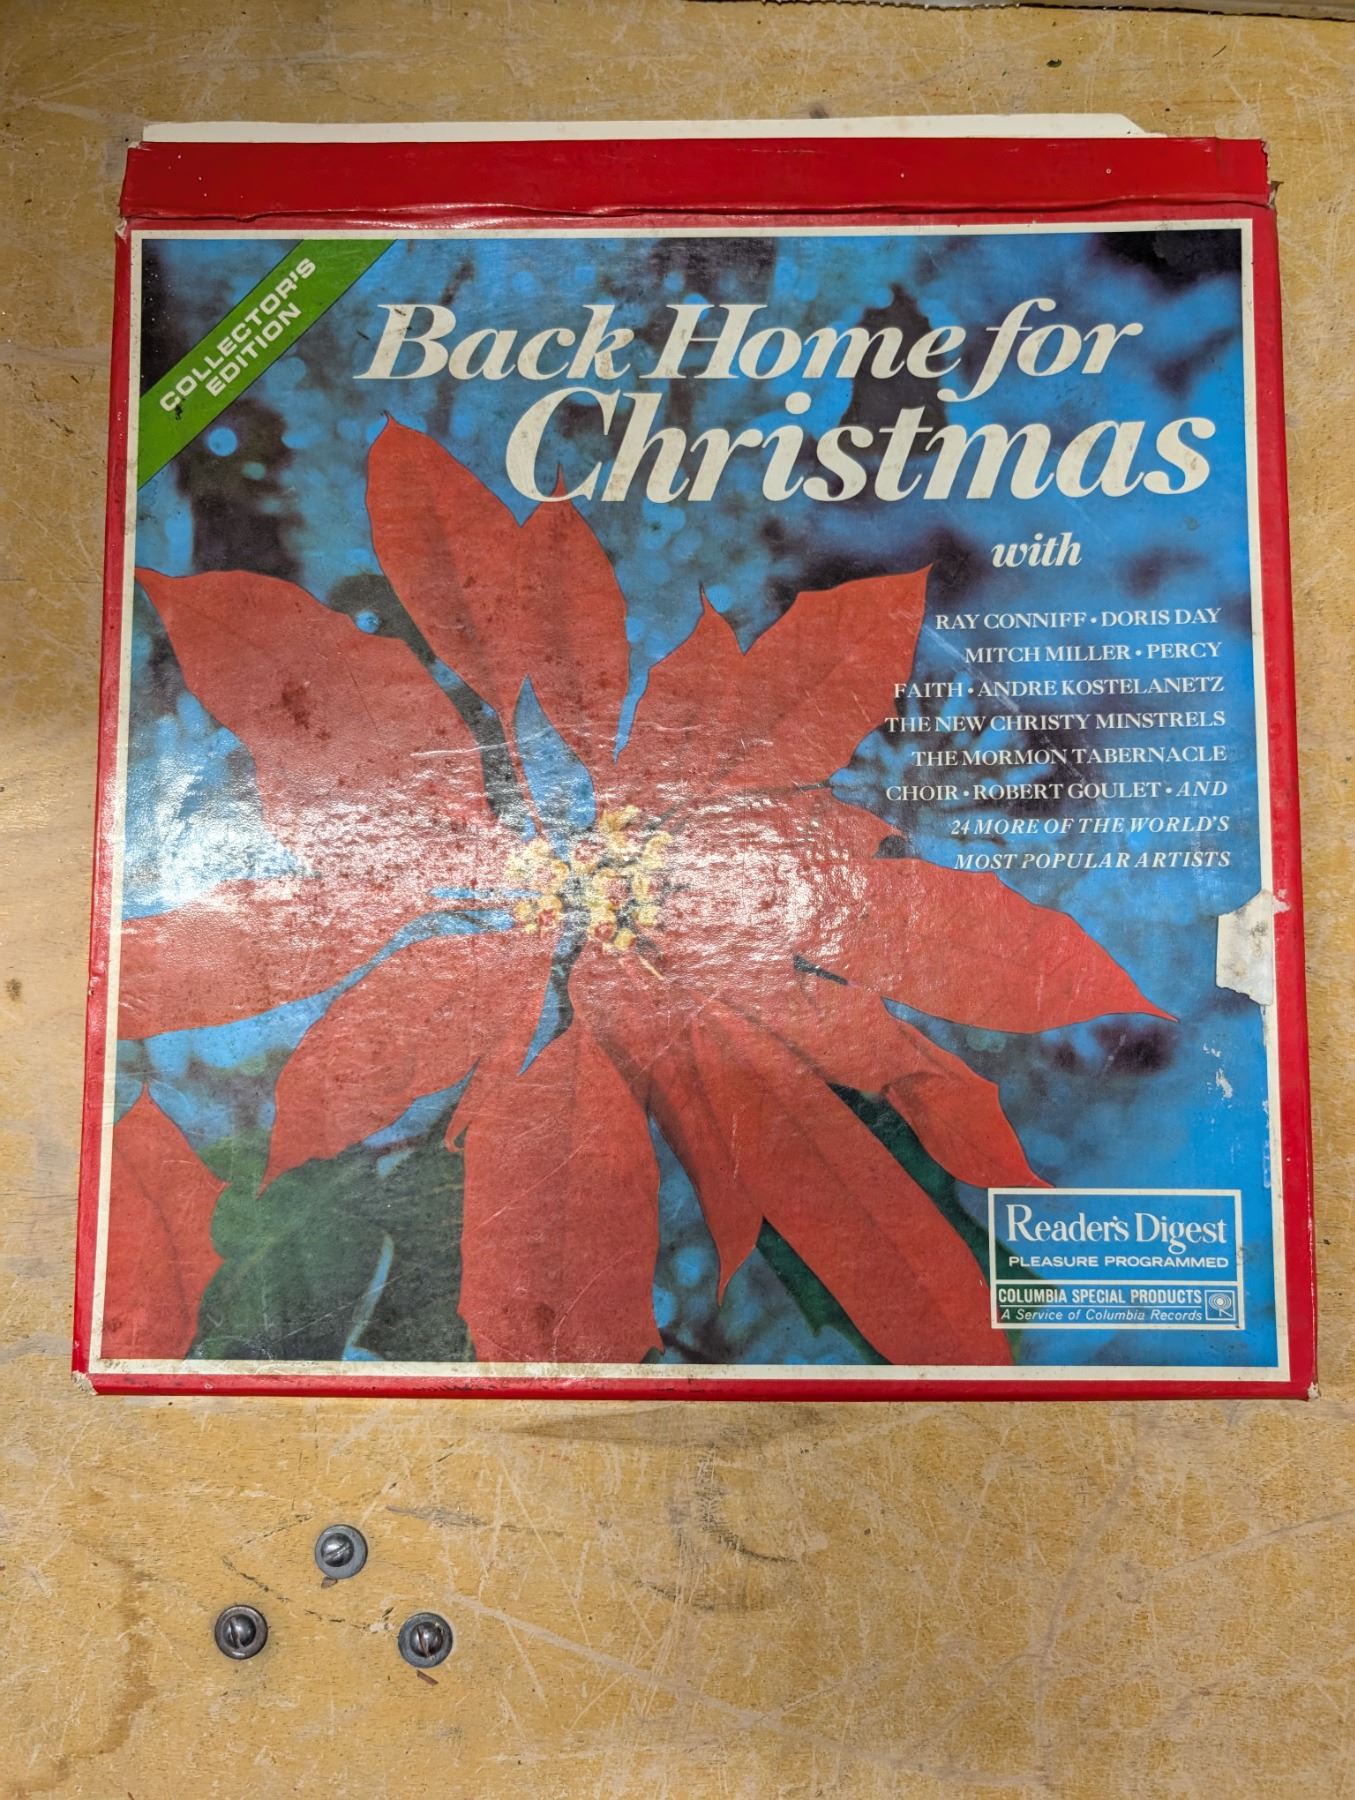 COLLECTOR'S
EDITION
Back Home for
Christmas
with
RAY CONNIFF • DORIS DAY
MITCH MILLER • PERCY
FAITH • ANDRE KOSTELANETZ
THE NEW CHRISTY MINSTRELS
THE MORMON TABERNACLE
CHOIR • ROBERT GOULET • AND
24 MORE OF THE WORLD'S
MOST POPULAR ARTISTS
Reader's Digest
PLEASURE PROGRAMMED
COLUMBIA SPECIAL PRODUCTS
A Service of Columbia Records